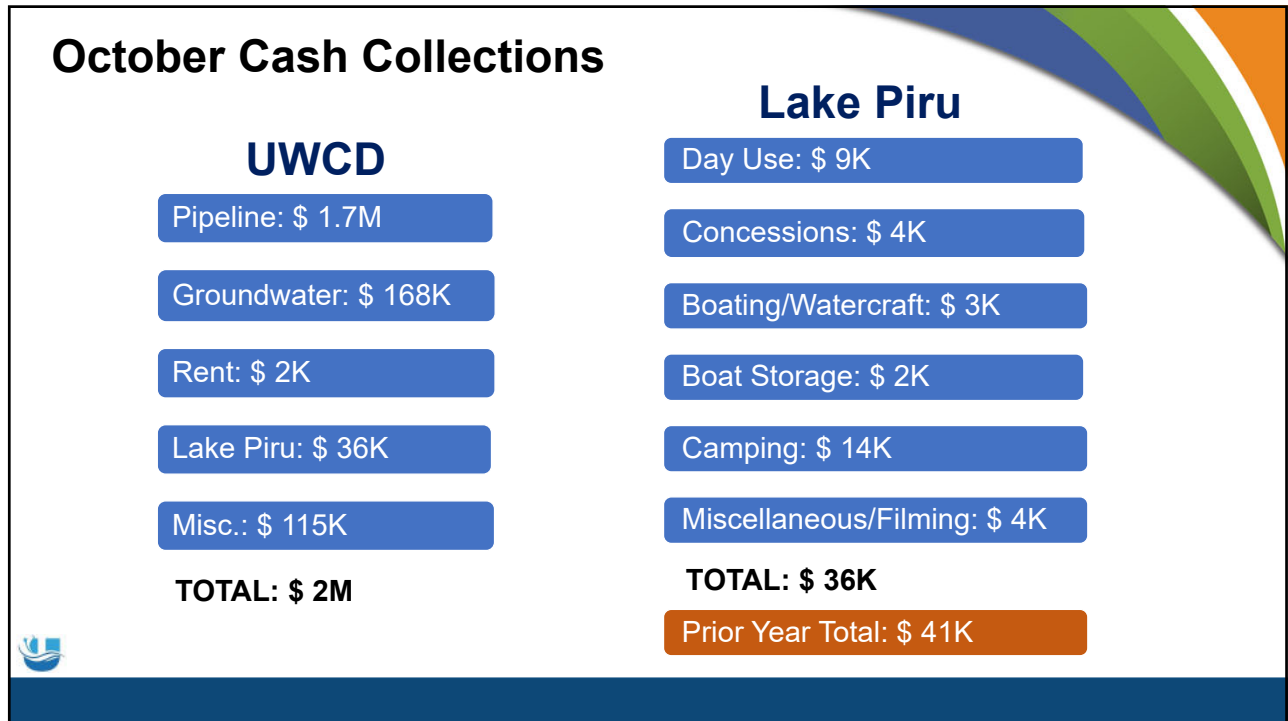 October Cash Collections
UWCD
Pipeline: $ 1.7M
Groundwater: $ 168K
Rent: $ 2K
Lake Piru: $ 36K
Misc.: $ 115K
TOTAL: $ 2M
Lake Piru
Day Use: $ 9K
Concessions: $ 4K
Boating/Watercraft: $ 3K
Boat Storage: $ 2K
Camping: $ 14K
Miscellaneous/Filming: $ 4K
TOTAL: $ 36K
Prior Year Total: $ 41K